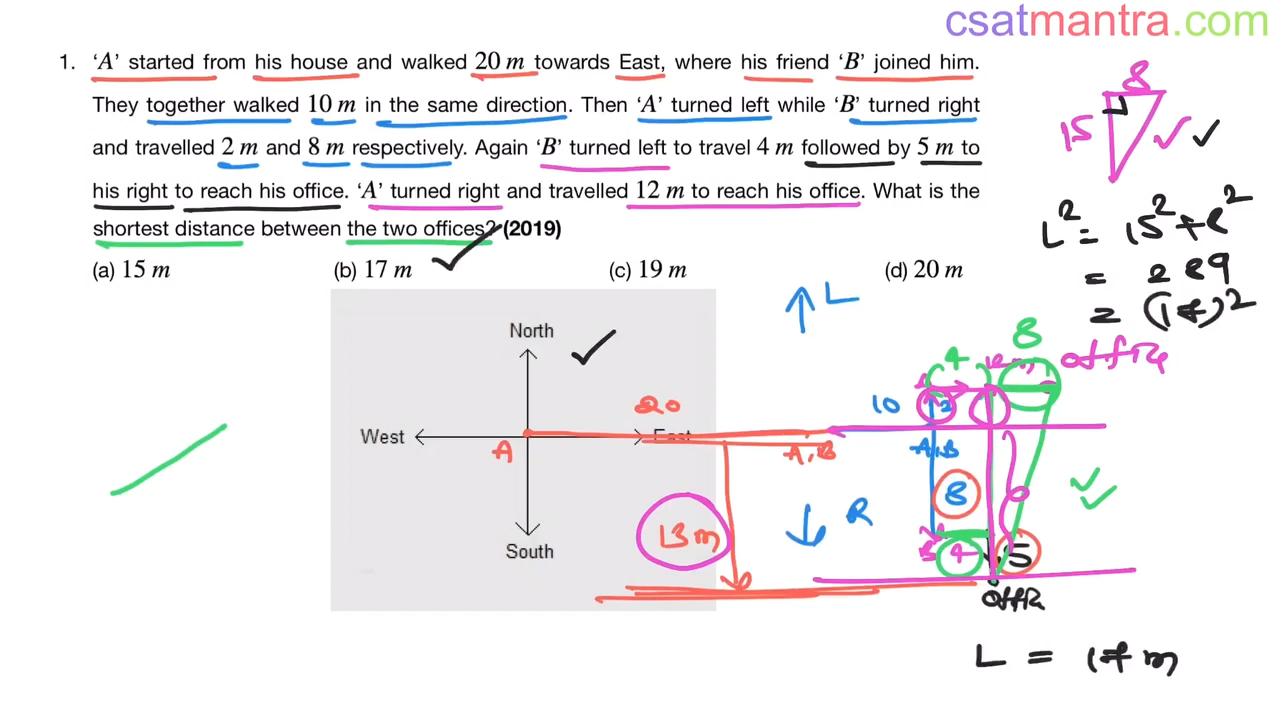 csatmantra.com
1. ‘A’ started from his house and walked 20 m towards East, where his friend ‘B’ joined him.
They together walked 10 m in the same direction. Then ‘A’ turned left while ‘B’ turned right
and travelled 2 m and 8 m respectively. Again ‘B’ turned left to travel 4 m followed by 5 m to
his right to reach his office. ‘A’ turned right and travelled 12 m to reach his office. What is the
shortest distance between the two offices? (2019)
(a) 15 m (b) 17 m (c) 19 m (d) 20 m
8
15
L² = 15² + 8²
= 289
= (17)²
North
West
East
South
A
20
A, B
10
A, B
L
R
2
8
4
5
13 m
4
8
L = 17 m